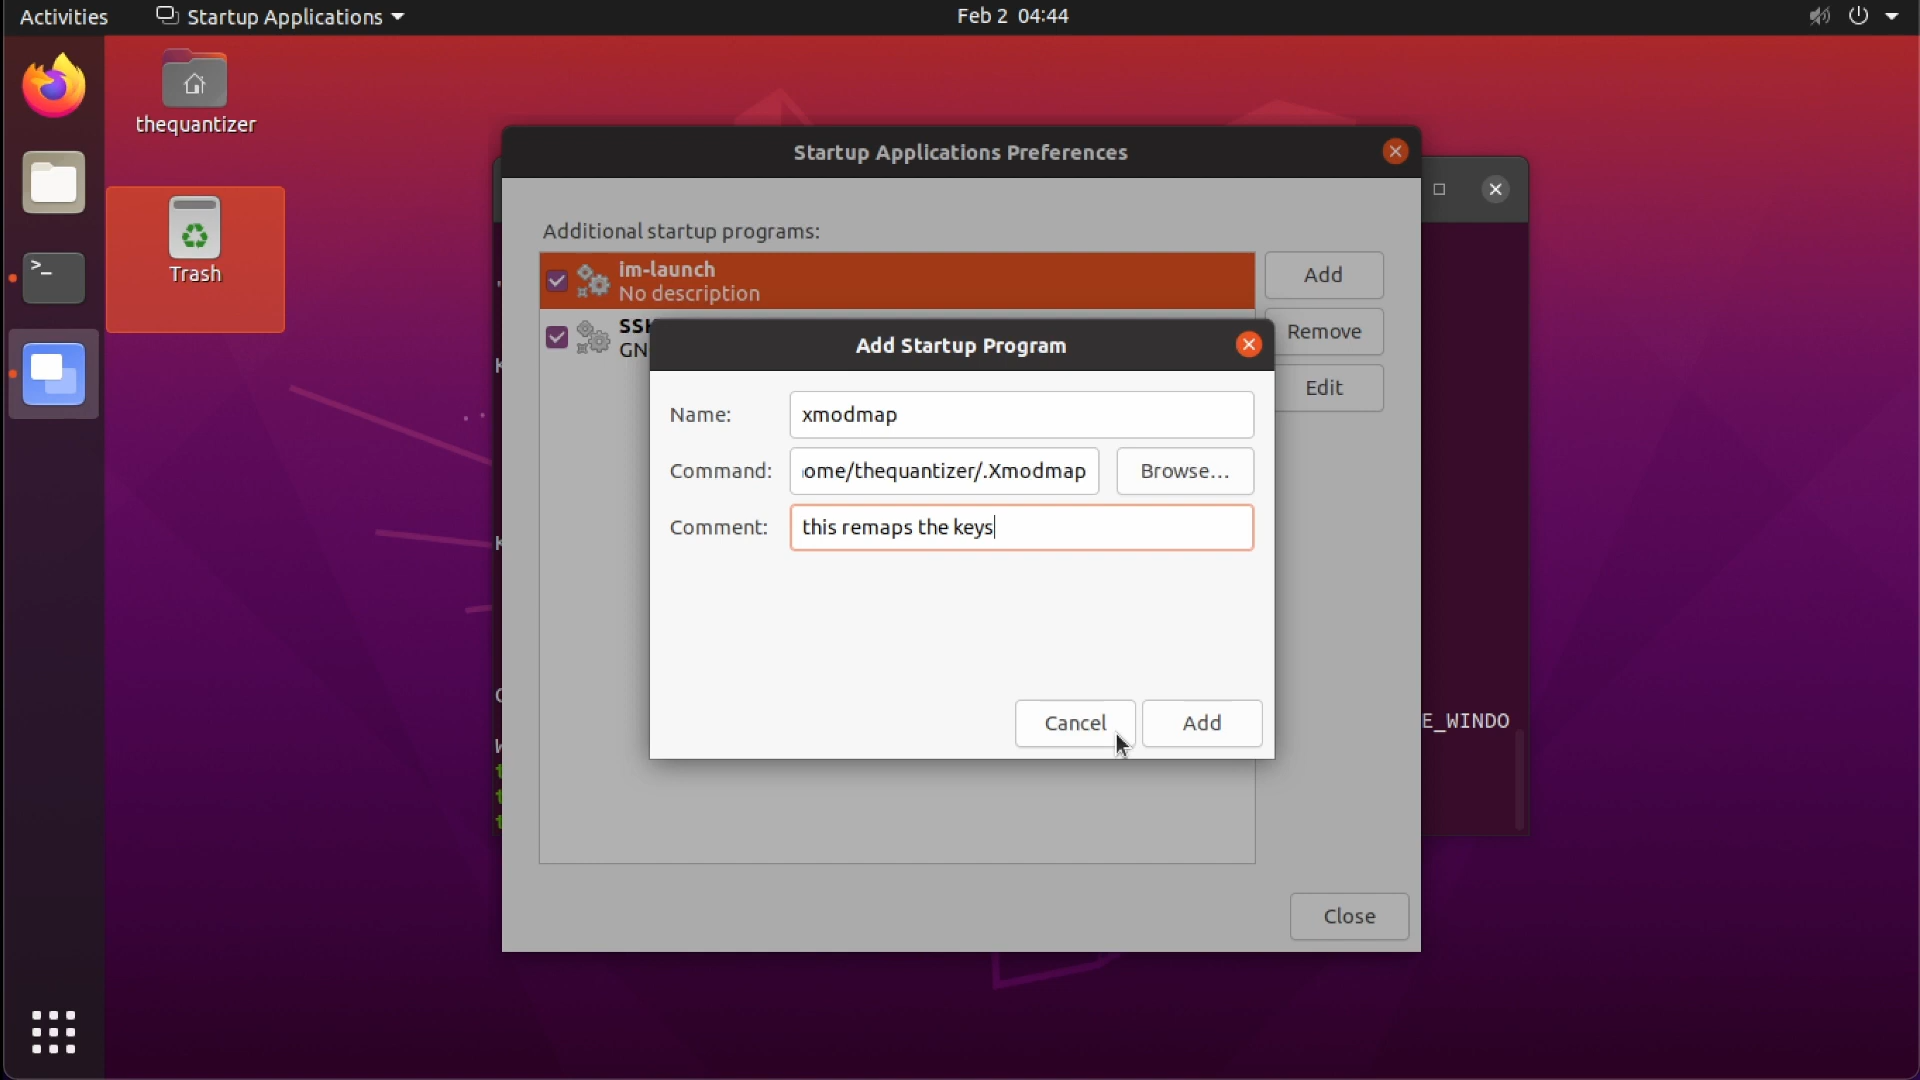 Activities
Startup Applications
Feb 2 04:44
thequantizer
Trash
>_
Startup Applications Preferences
Additional startup programs:
im-launch
No description
Add
Remove
Edit
Add Startup Program
Name:
xmodmap
Command:
ome/thequantizer/.Xmodmap
Browse...
Comment:
this remaps the keys
Cancel
Add
E_WINDO
Close